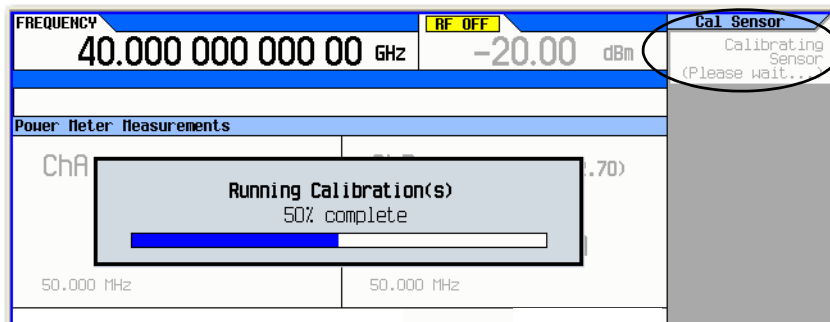 FREQUENCY
40.000 000 000 00 GHz
RF OFF
-20.00 dBm
Cal Sensor
Calibrating
Sensor
(Please wait...)
Power Meter Measurements
ChA
.70)
Running Calibration(s)
50% complete
50.000 MHz
50.000 MHz